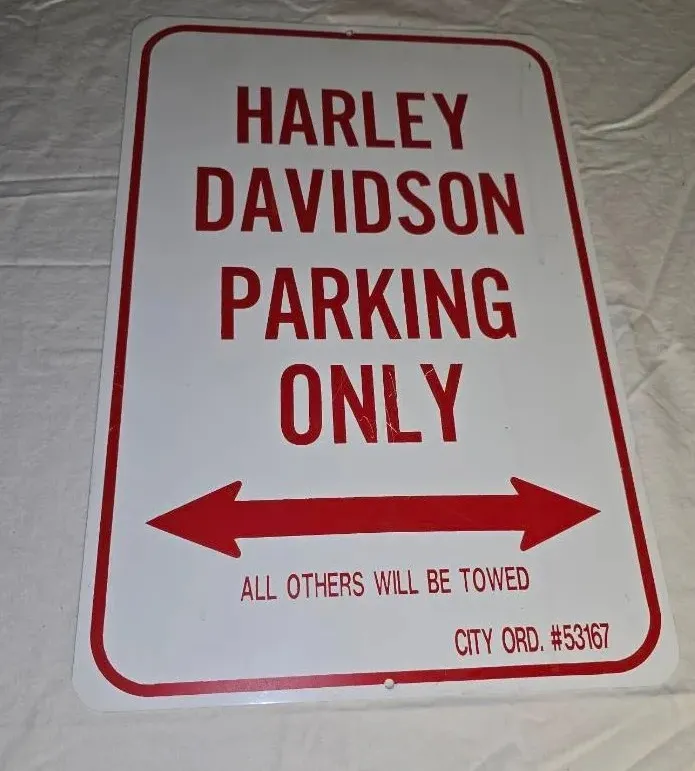 HARLEY
DAVIDSON
PARKING
ONLY
ALL OTHERS WILL BE TOWED
CITY ORD. #53167